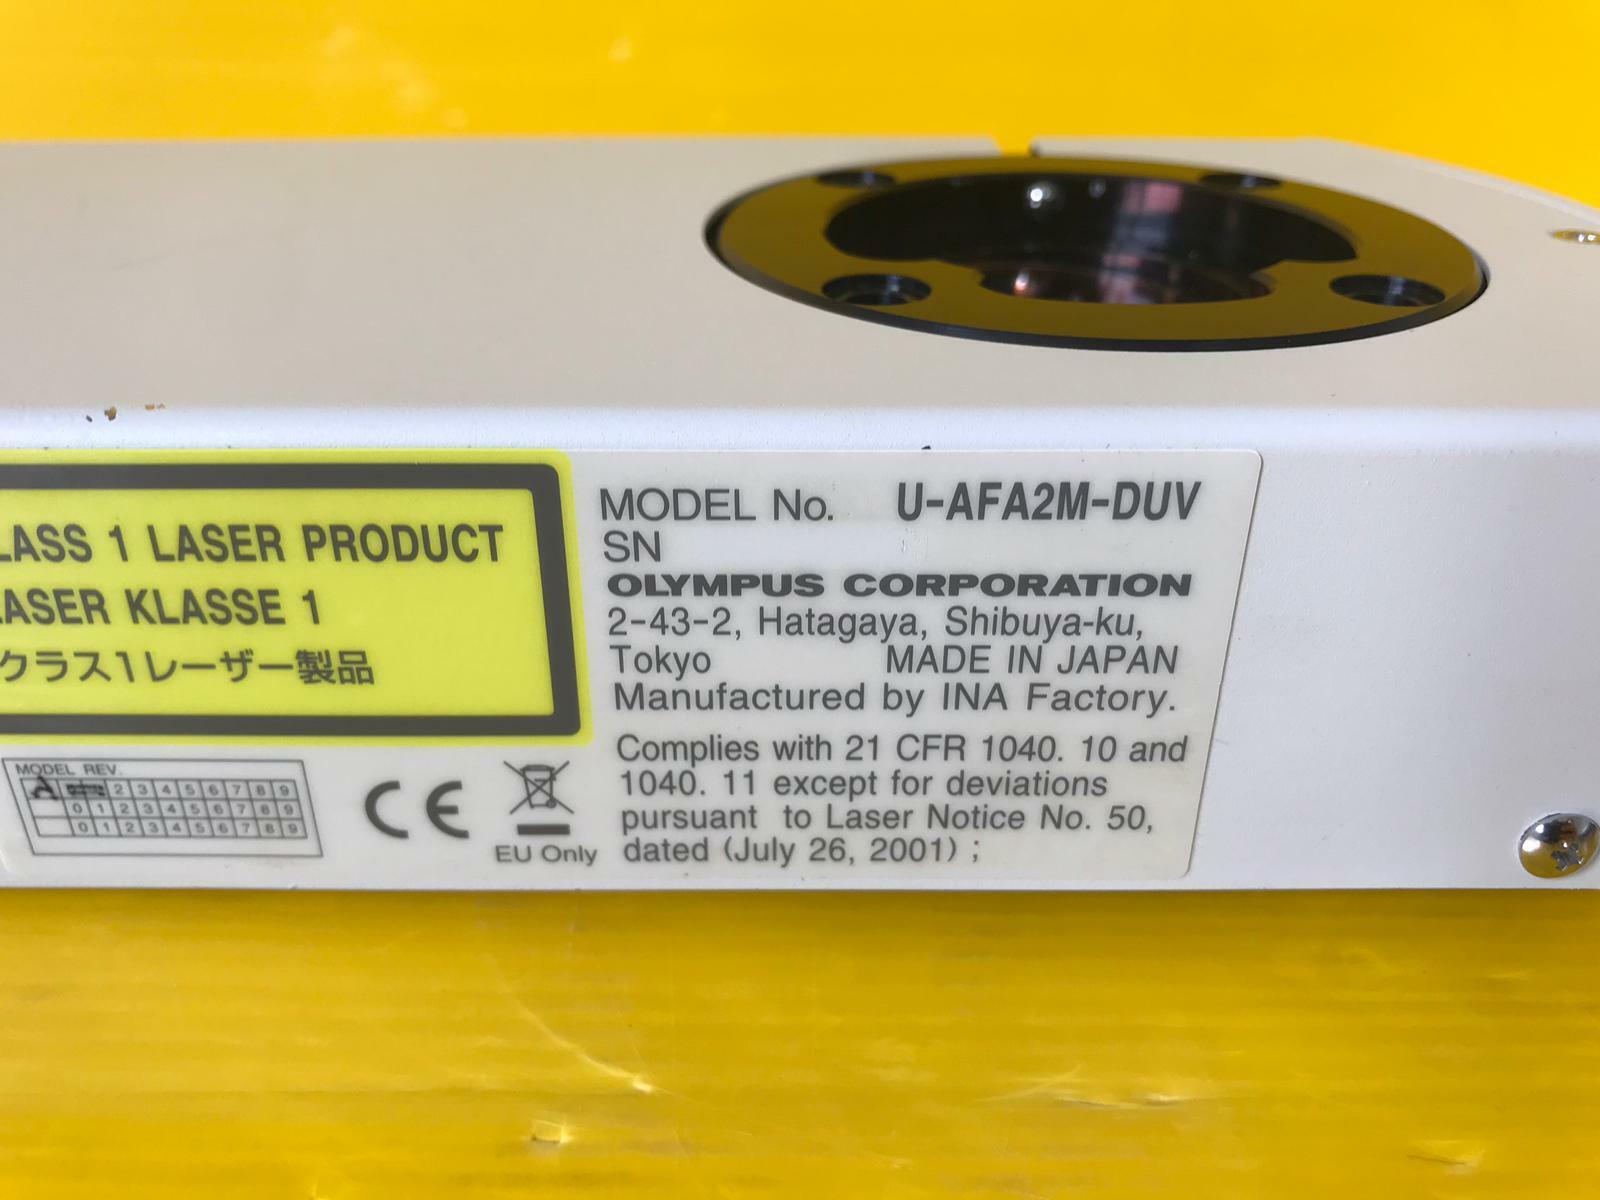 LASS 1 LASER PRODUCT
LASER KLASSE 1
クラス1レーザー製品
MODEL No. U-AFA2M-DUV
SN
OLYMPUS CORPORATION
2-43-2, Hatagaya, Shibuya-ku,
Tokyo MADE IN JAPAN
Manufactured by INA Factory.
Complies with 21 CFR 1040. 10 and
1040. 11 except for deviations
pursuant to Laser Notice No. 50,
dated (July 26, 2001) ;
MODEL REV.
A 2 3 4 5 6 7 8 9
0 1 2 3 4 5 6 7 8 9
0 1 2 3 4 5 6 7 8 9
CE
EU Only